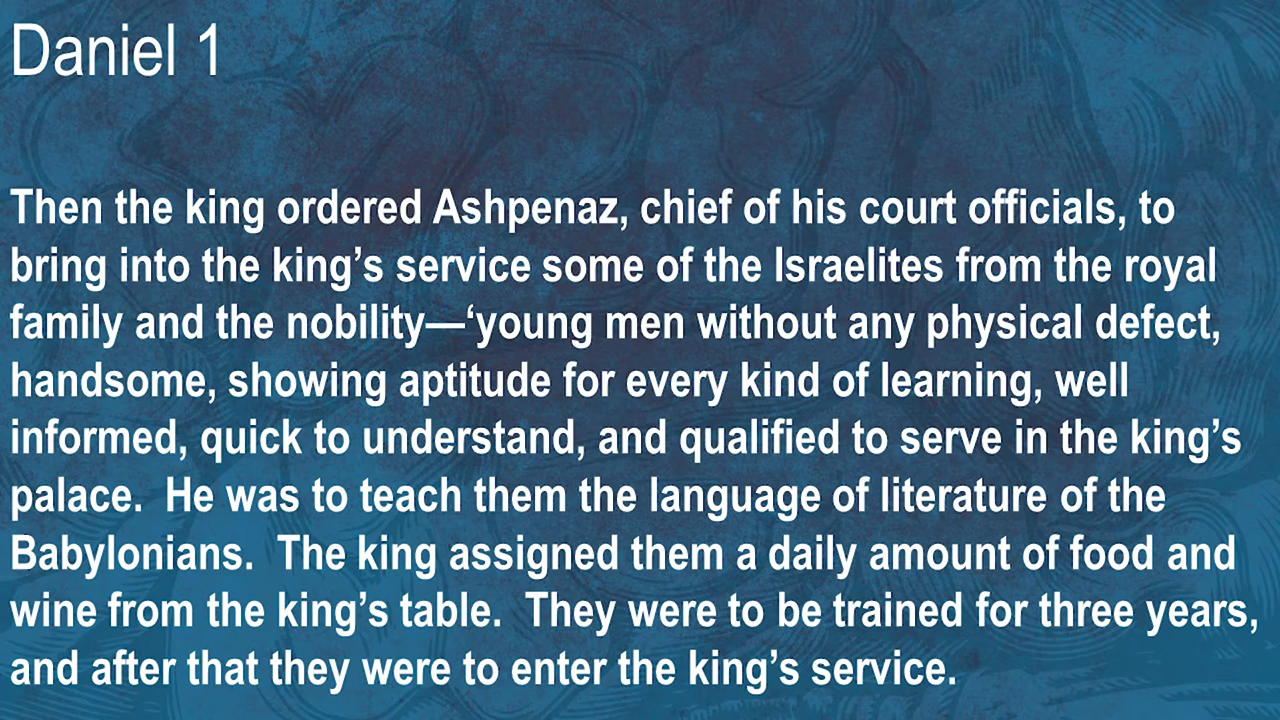 Daniel 1
Then the king ordered Ashpenaz, chief of his court officials, to
bring into the king’s service some of the Israelites from the royal
family and the nobility—‘young men without any physical defect,
handsome, showing aptitude for every kind of learning, well
informed, quick to understand, and qualified to serve in the king’s
palace.  He was to teach them the language of literature of the
Babylonians.  The king assigned them a daily amount of food and
wine from the king’s table.  They were to be trained for three years,
and after that they were to enter the king’s service.